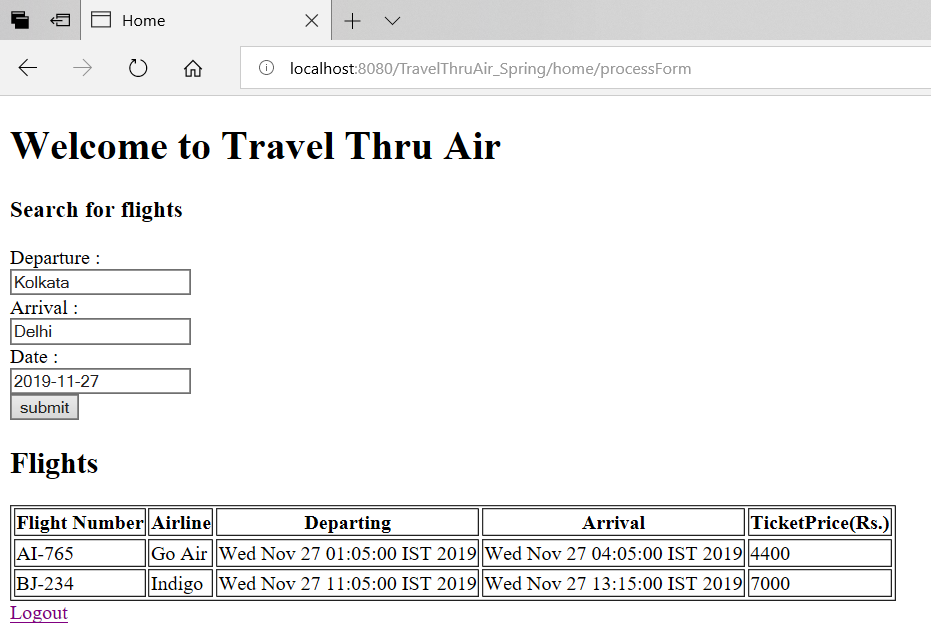 Home
localhost:8080/TravelThruAir_Spring/home/processForm
Welcome to Travel Thru Air
Search for flights
Departure :
Kolkata
Arrival :
Delhi
Date :
2019-11-27
submit
Flights
Flight Number Airline Departing Arrival TicketPrice(Rs.)
AI-765 Go Air Wed Nov 27 01:05:00 IST 2019 Wed Nov 27 04:05:00 IST 2019 4400
BJ-234 Indigo Wed Nov 27 11:05:00 IST 2019 Wed Nov 27 13:15:00 IST 2019 7000
Logout